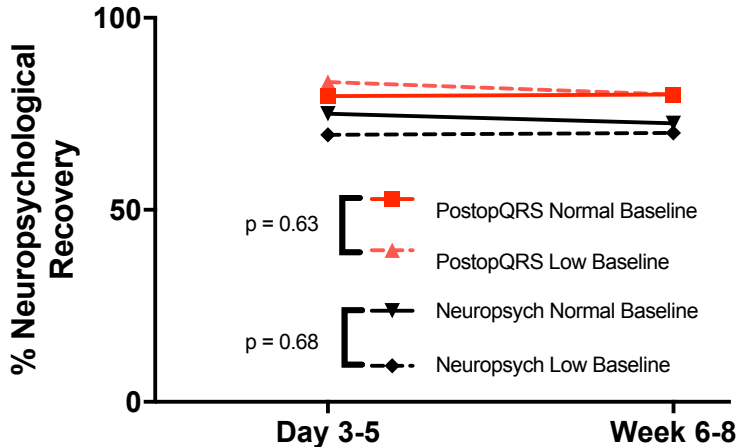 % Neuropsychological
Recovery
100
50
0
p = 0.63
PostopQRS Normal Baseline
PostopQRS Low Baseline
p = 0.68
Neuropsych Normal Baseline
Neuropsych Low Baseline
Day 3-5
Week 6-8